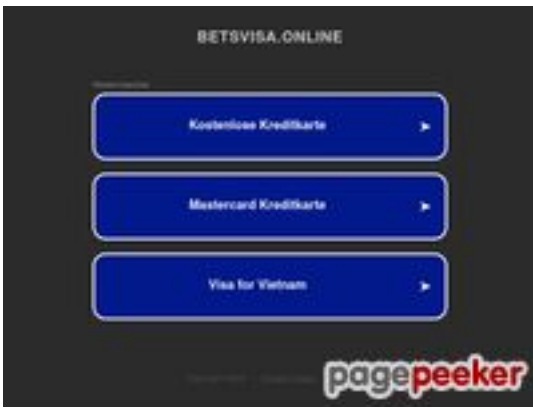 BETSVISA.ONLINE
Kostenlose Kreditkarte
Mastercard Kreditkarte
Visa for Vietnam
pagepeeker